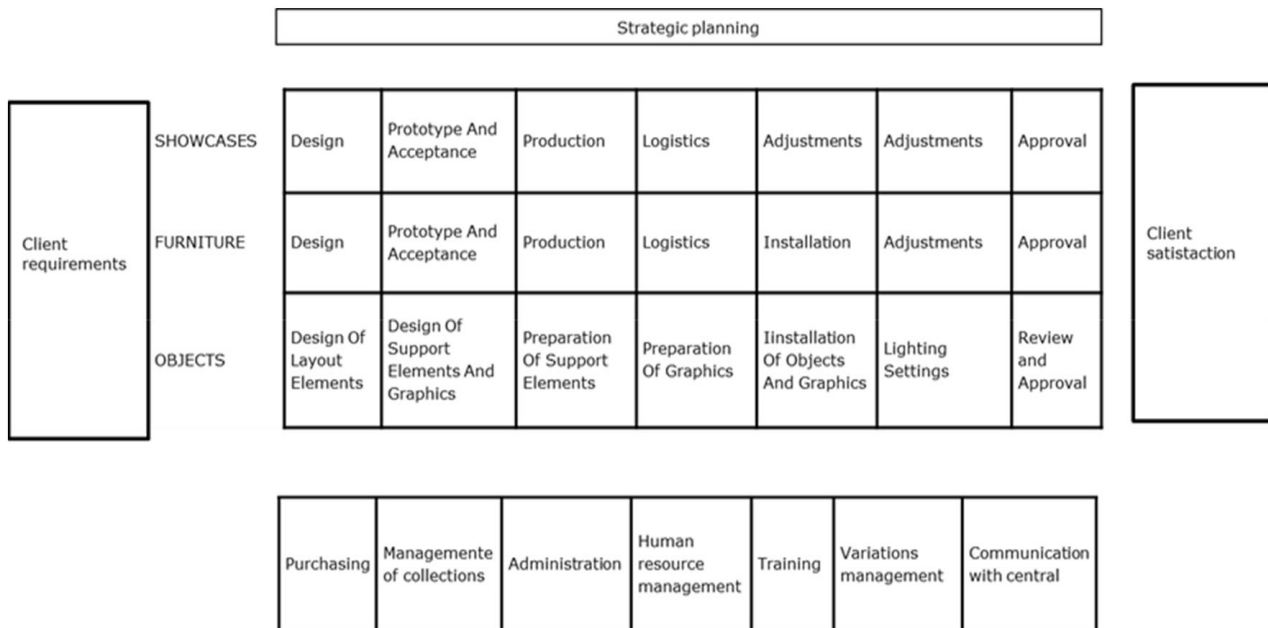 Strategic planning
Client
requirements
SHOWCASES
Design
Prototype And
Acceptance
Production
Logistics
Adjustments
Adjustments
Approval
FURNITURE
Design
Prototype And
Acceptance
Production
Logistics
Installation
Adjustments
Approval
OBJECTS
Design Of
Layout
Elements
Design Of
Support
Elements And
Graphics
Preparation
Of Support
Elements
Preparation
Of Graphics
Iinstallation
Of Objects
And Graphics
Lighting
Settings
Review
and
Approval
Client
satistaction
Purchasing
Managemente
of collections
Administration
Human
resource
management
Training
Variations
management
Communication
with central